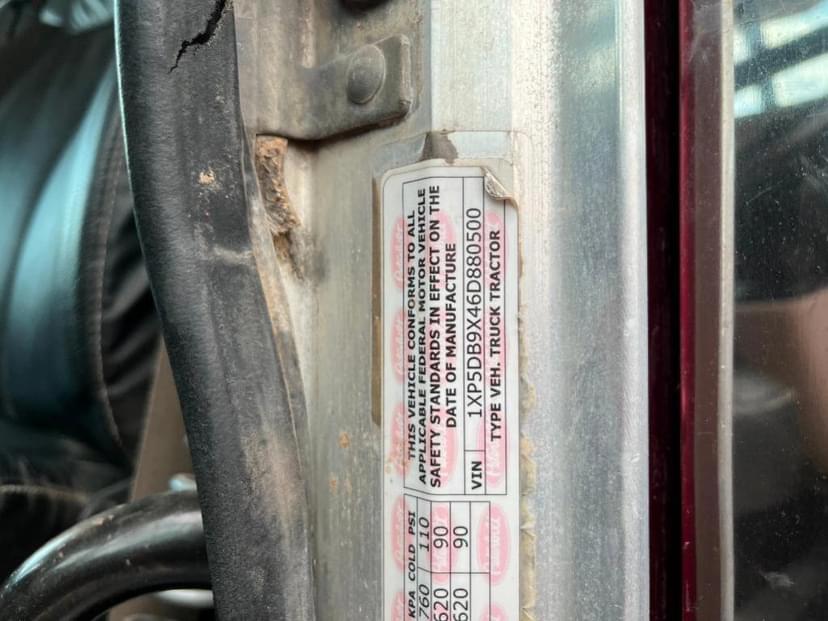 THIS VEHICLE CONFORMS TO ALL
APPLICABLE FEDERAL MOTOR VEHICLE
SAFETY STANDARDS IN EFFECT ON THE
DATE OF MANUFACTURE
VIN 1XP5DB9X46D880500
TYPE VEH. TRUCK TRACTOR
KPA COLD PSI
760 110
620 90
620 90
Peterbilt